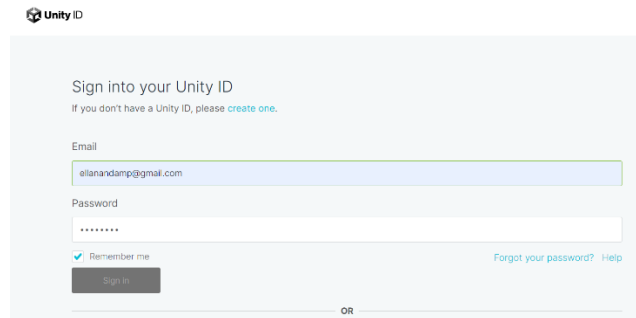 Unity ID
Sign into your Unity ID
If you don't have a Unity ID, please create one.
Email
ellanandamp@gmail.com
Password
••••••••
Remember me
Forgot your password? Help
Sign in
OR